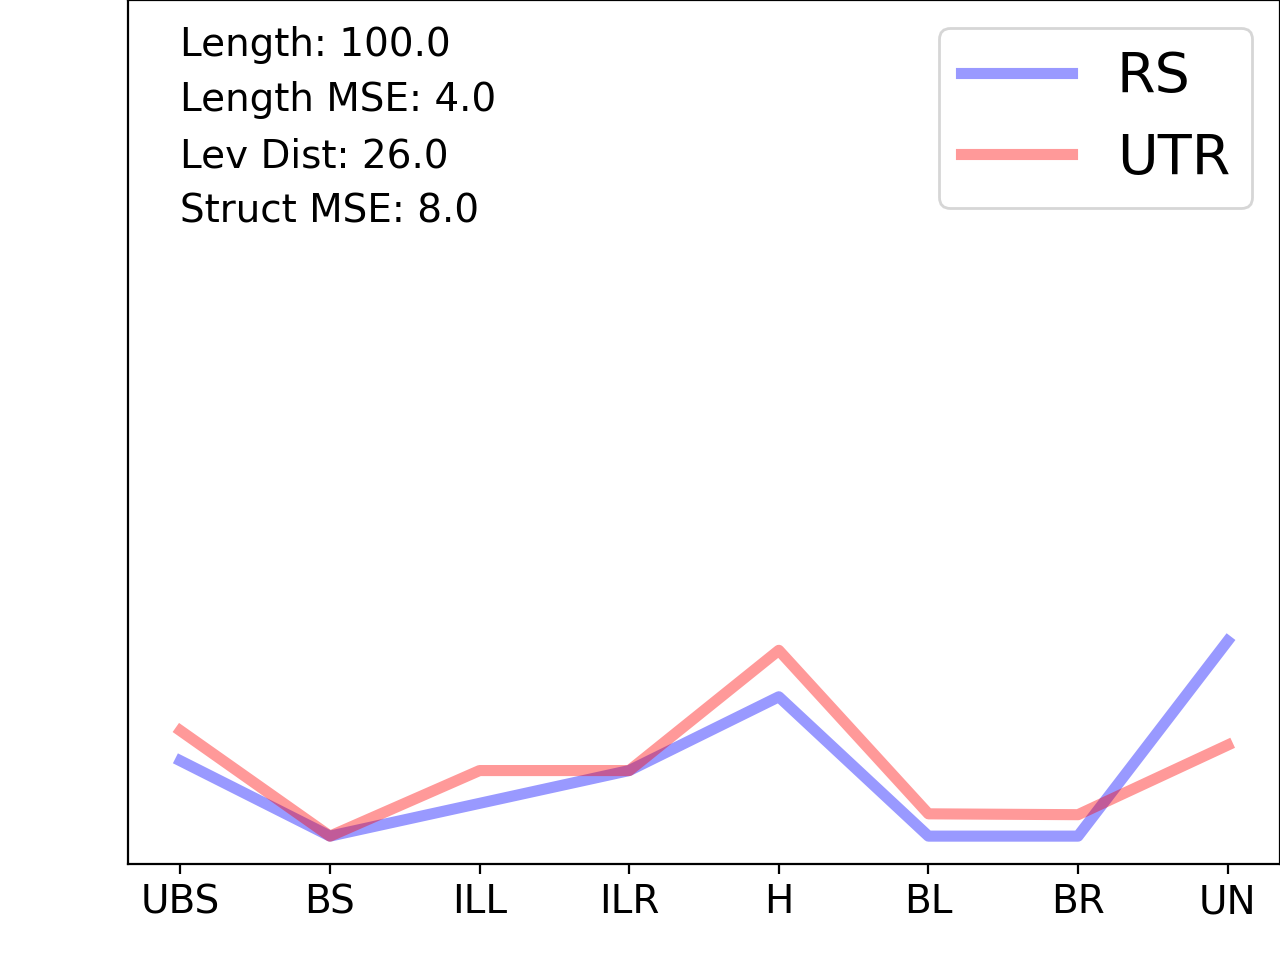 Length: 100.0
Length MSE: 4.0
Lev Dist: 26.0
Struct MSE: 8.0
RS
UTR
UBS BS ILL ILR H BL BR UN